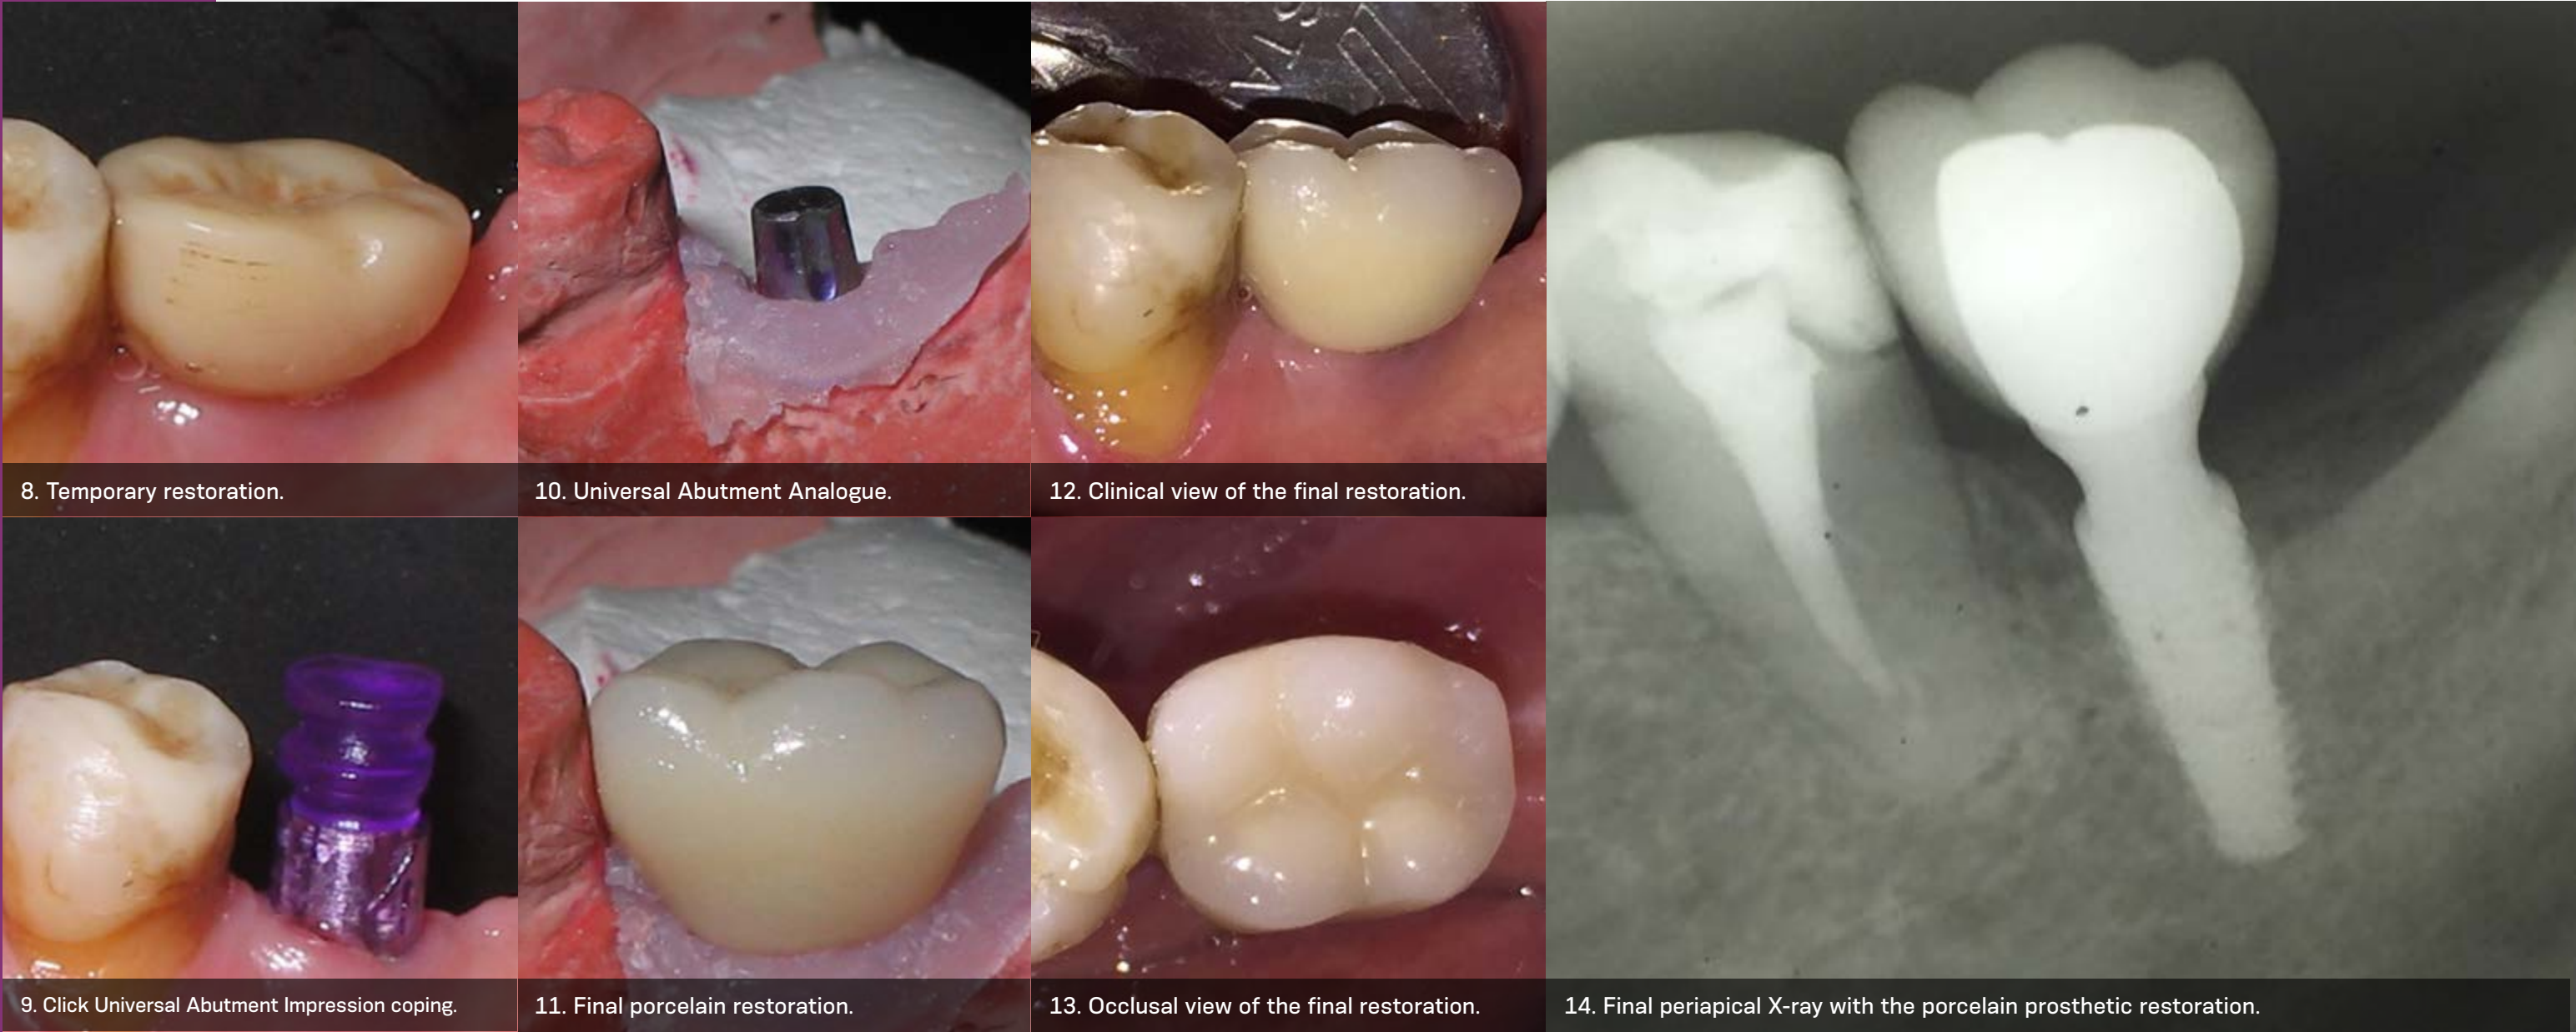 8. Temporary restoration.
9. Click Universal Abutment Impression coping.
10. Universal Abutment Analogue.
11. Final porcelain restoration.
12. Clinical view of the final restoration.
13. Occlusal view of the final restoration.
14. Final periapical X-ray with the porcelain prosthetic restoration.